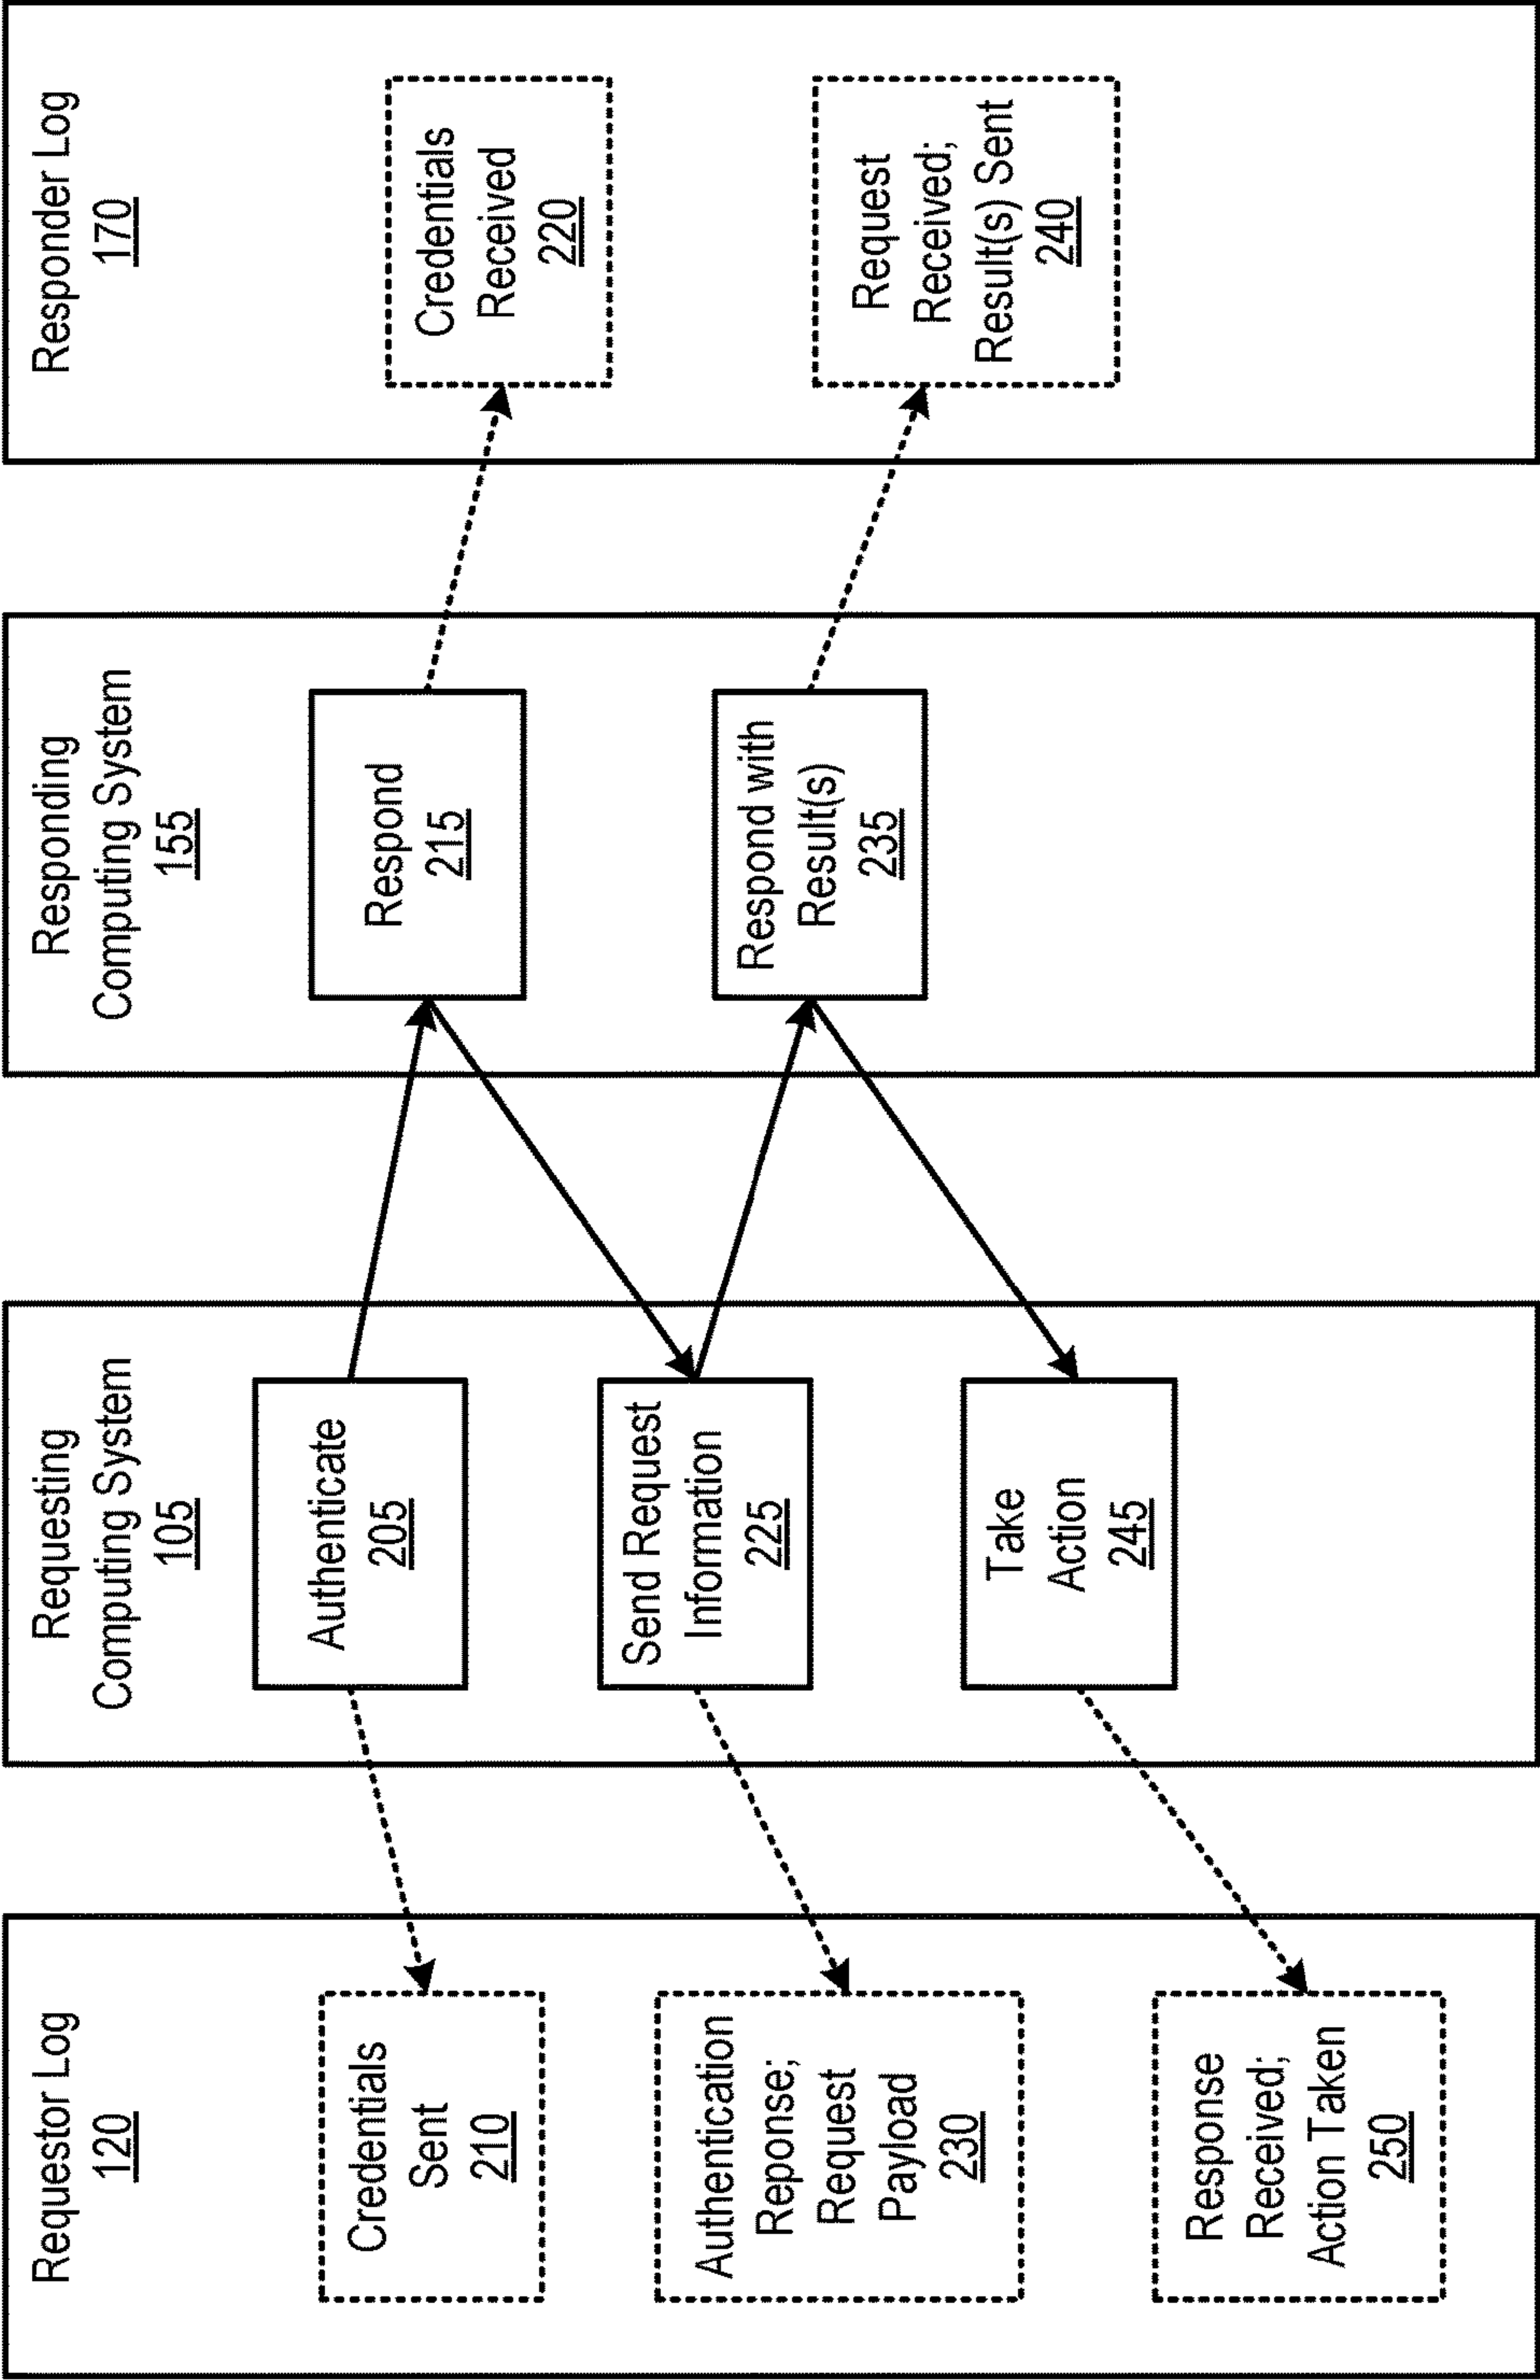 Requestor Log
120
Credentials
Sent
210
Authentication
Reponse;
Request
Payload
230
Response
Received;
Action Taken
250
Requesting
Computing System
105
Authenticate
205
Send Request
Information
225
Take
Action
245
Responding
Computing System
155
Respond
215
Respond with
Result(s)
235
Responder Log
170
Credentials
Received
220
Request
Received;
Result(s) Sent
240